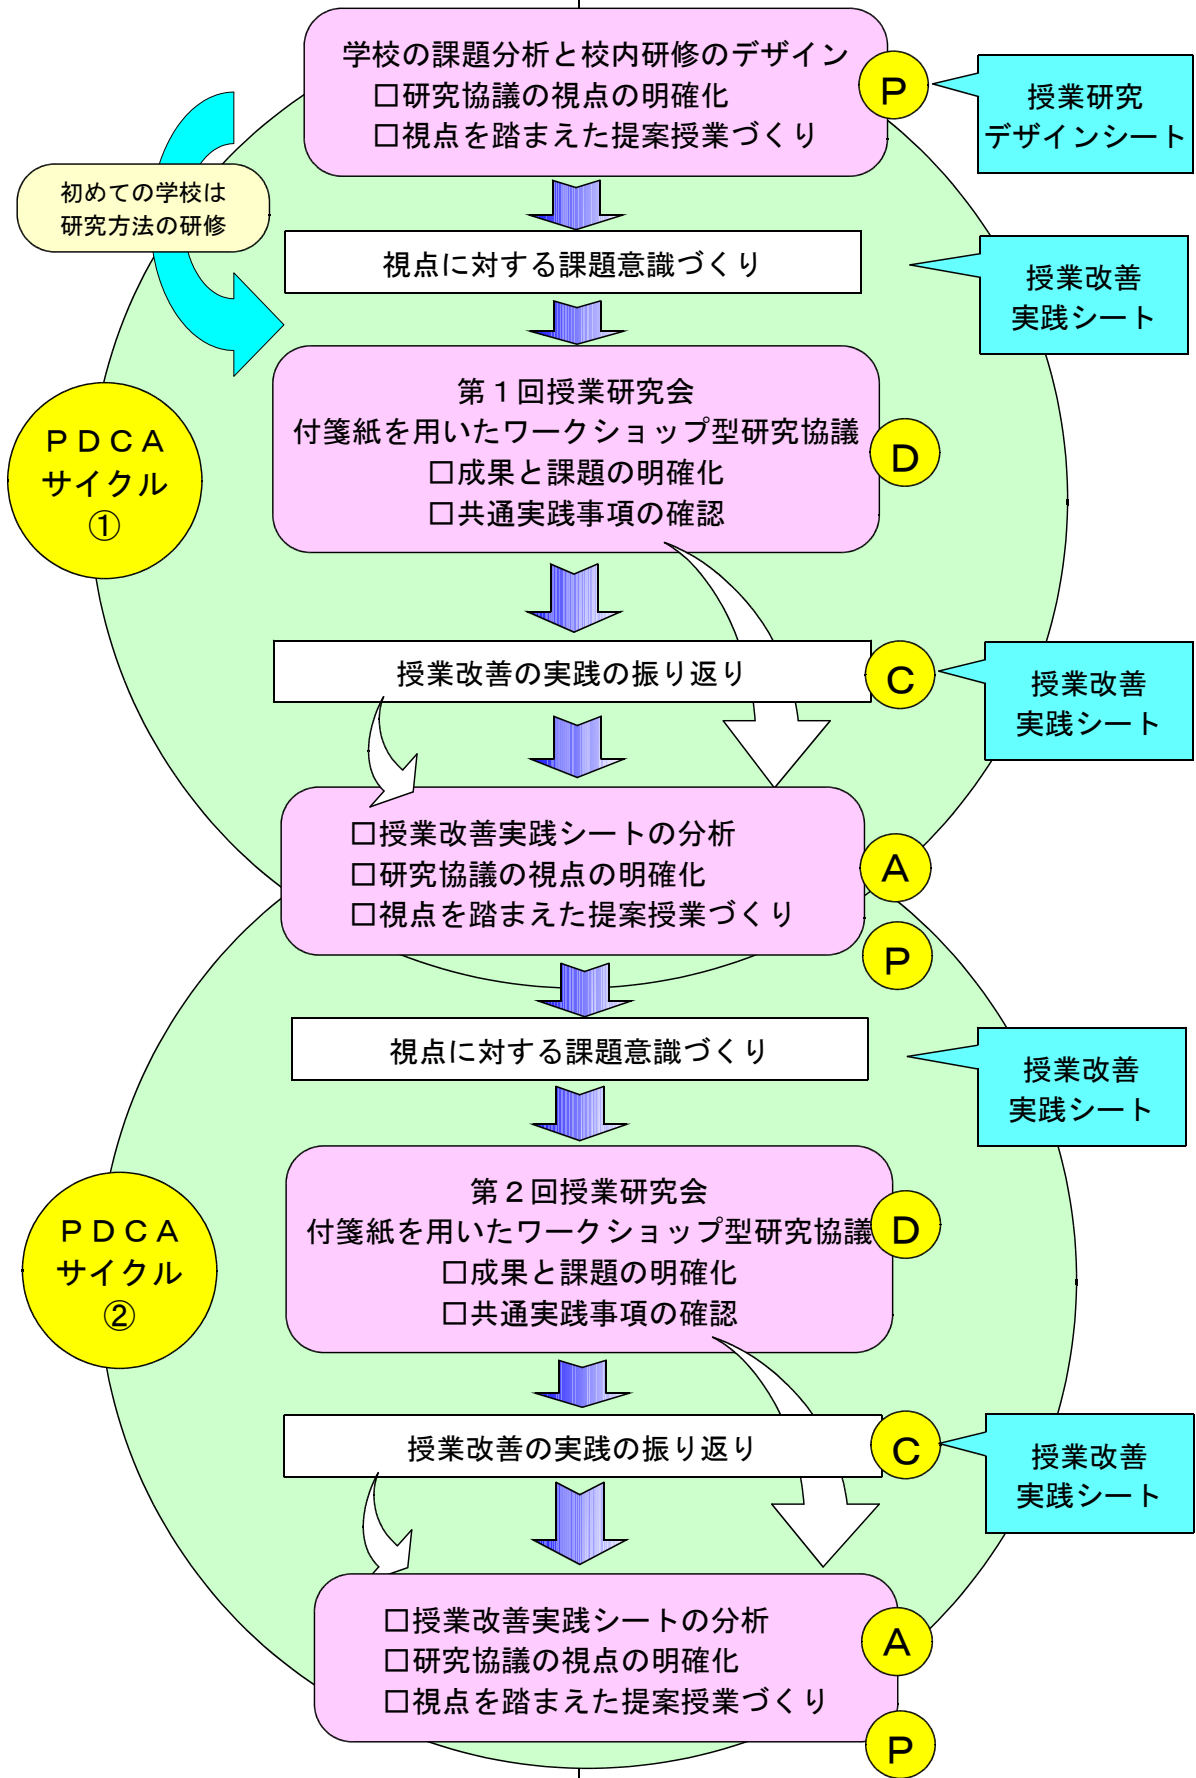 学校の課題分析と校内研修のデザイン
□研究協議の視点の明確化
□視点を踏まえた提案授業づくり
P
授業研究
デザインシート
初めての学校は
研究方法の研修
視点に対する課題意識づくり
授業改善
実践シート
第1回授業研究会
付箋紙を用いたワークショップ型研究協議
□成果と課題の明確化
□共通実践事項の確認
D
PDCA
サイクル
①
授業改善の実践の振り返り
C
授業改善
実践シート
□授業改善実践シートの分析
□研究協議の視点の明確化
□視点を踏まえた提案授業づくり
A
P
視点に対する課題意識づくり
授業改善
実践シート
第2回授業研究会
付箋紙を用いたワークショップ型研究協議
□成果と課題の明確化
□共通実践事項の確認
D
PDCA
サイクル
②
授業改善の実践の振り返り
C
授業改善
実践シート
□授業改善実践シートの分析
□研究協議の視点の明確化
□視点を踏まえた提案授業づくり
A
P